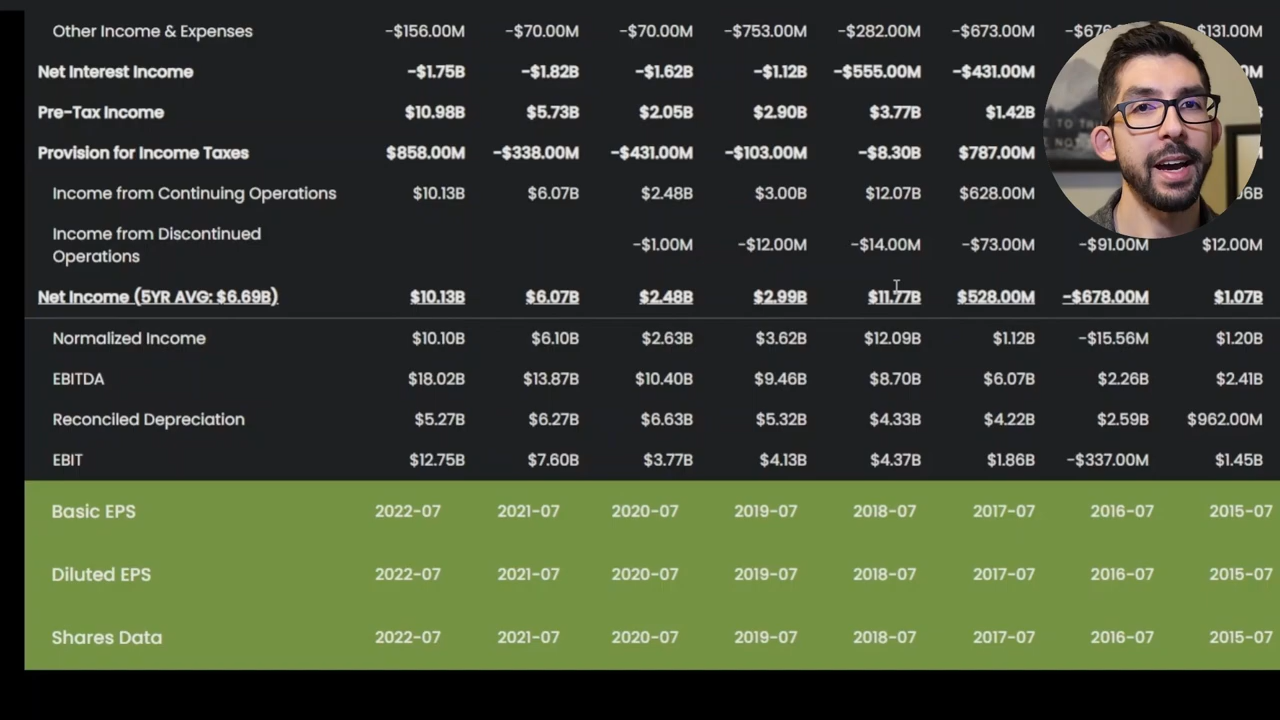 Other Income & Expenses -$156.00M -$70.00M -$70.00M -$753.00M -$282.00M -$673.00M $131.00M
Net Interest Income -$1.75B -$1.82B -$1.62B -$1.12B -$555.00M -$431.00M
Pre-Tax Income $10.98B $5.73B $2.05B $2.90B $3.77B $1.42B
Provision for Income Taxes $858.00M -$338.00M -$431.00M -$103.00M -$8.30B $787.00M
Income from Continuing Operations $10.13B $6.07B $2.48B $3.00B $12.07B $628.00M
Income from Discontinued
Operations -$1.00M -$12.00M -$14.00M -$73.00M -$91.00M $12.00M
Net Income (5YR AVG: $6.69B) $10.13B $6.07B $2.48B $2.99B $11.77B $528.00M -$678.00M $1.07B
Normalized Income $10.10B $6.10B $2.63B $3.62B $12.09B $1.12B -$15.56M $1.20B
EBITDA $18.02B $13.87B $10.40B $9.46B $8.70B $6.07B $2.26B $2.41B
Reconciled Depreciation $5.27B $6.27B $6.63B $5.32B $4.33B $4.22B $2.59B $962.00M
EBIT $12.75B $7.60B $3.77B $4.13B $4.37B $1.86B -$337.00M $1.45B
Basic EPS 2022-07 2021-07 2020-07 2019-07 2018-07 2017-07 2016-07 2015-07
Diluted EPS 2022-07 2021-07 2020-07 2019-07 2018-07 2017-07 2016-07 2015-07
Shares Data 2022-07 2021-07 2020-07 2019-07 2018-07 2017-07 2016-07 2015-07